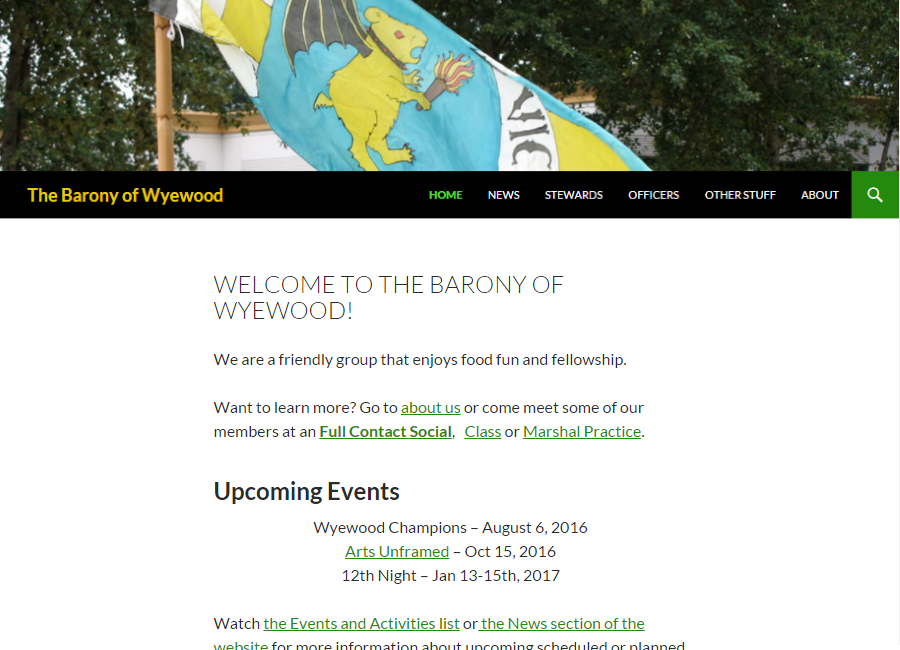 The Barony of Wyewood
HOME NEWS STEWARDS OFFICERS OTHER STUFF ABOUT
WELCOME TO THE BARONY OF
WYEWOOD!
We are a friendly group that enjoys food fun and fellowship.
Want to learn more? Go to about us or come meet some of our
members at an Full Contact Social, Class or Marshal Practice.
Upcoming Events
Wyewood Champions – August 6, 2016
Arts Unframed – Oct 15, 2016
12th Night – Jan 13-15th, 2017
Watch the Events and Activities list or the News section of the
website for more information about upcoming scheduled or planned